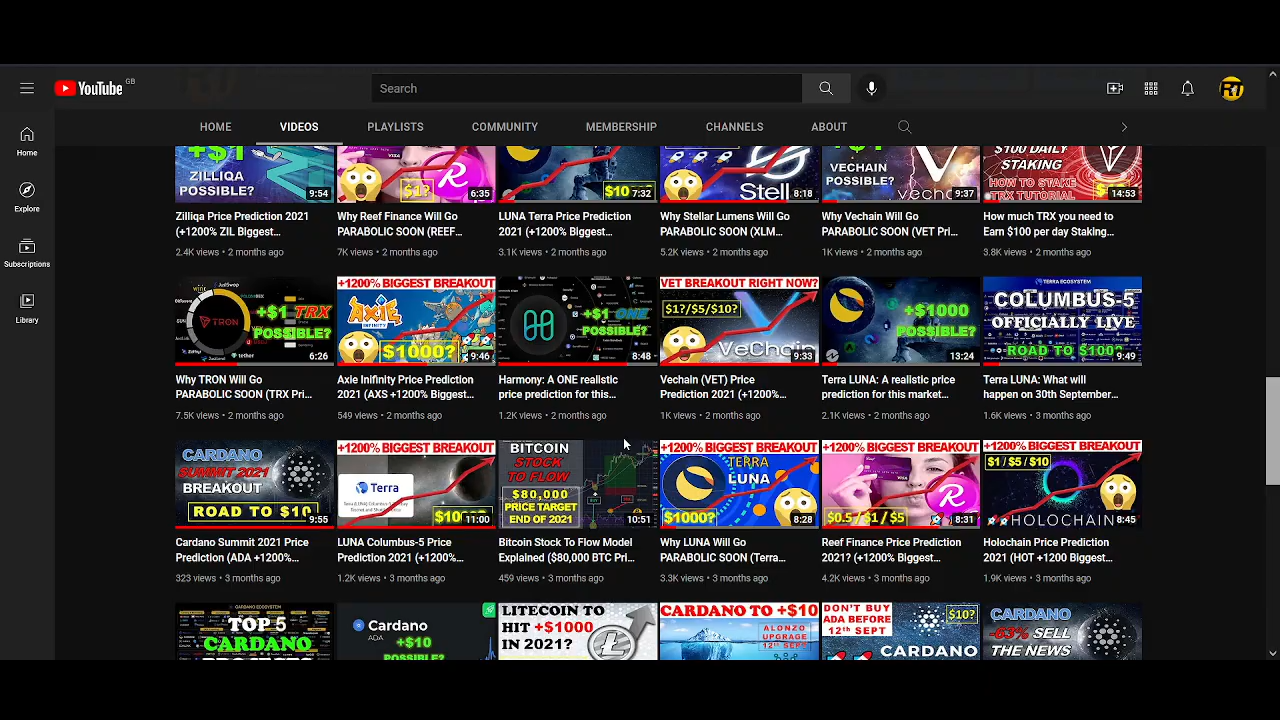 YouTube GB
Search
HOME VIDEOS PLAYLISTS COMMUNITY MEMBERSHIP CHANNELS ABOUT
Home
Explore
Subscriptions
Library
+$1
ZILLIQA
POSSIBLE?
9:54
Zilliqa Price Prediction 2021
(+1200% ZIL Biggest...
2.4K views • 2 months ago
VISA
$1?
6:35
Why Reef Finance Will Go
PARABOLIC SOON (REEF...
7K views • 2 months ago
$10
7:32
LUNA Terra Price Prediction
2021 (+1200% Biggest...
3.1K views • 2 months ago
Stell
8:18
Why Stellar Lumens Will Go
PARABOLIC SOON (XLM...
5.2K views • 2 months ago
VECHAIN
POSSIBLE?
vech
9:37
Why Vechain Will Go
PARABOLIC SOON (VET Pri...
1K views • 2 months ago
$100 DAILY
STAKING
HOW TO STAKE
TRX TUTORIAL
14:53
How much TRX you need to
Earn $100 per day Staking...
3.8K views • 2 months ago
TRON
tether
+$1 TRX
POSSIBLE?
6:26
Why TRON Will Go
PARABOLIC SOON (TRX Pri...
7.5K views • 2 months ago
+1200% BIGGEST BREAKOUT
AXIE
INFINITY
$1000?
9:46
Axle Inlfinity Price Prediction
2021 (AXS +1200% Biggest...
549 views • 2 months ago
+$1 ONE
POSSIBLE?
8:48
Harmony: A ONE realistic
price prediction for this...
1.2K views • 2 months ago
VET BREAKOUT RIGHT NOW?
$1?/$5/$10?
VeChain
9:33
Vechain (VET) Price
Prediction 2021 (+1200%...
1K views • 2 months ago
+$1000
POSSIBLE?
13:24
Terra LUNA: A realistic price
prediction for this market...
2.1K views • 2 months ago
TERRA ECOSYSTEM
COLUMBUS-5
OFFICIALLY LIVE
ROAD TO $100
9:49
Terra LUNA: What will
happen on 30th September...
1.6K views • 3 months ago
CARDANO
SUMMIT 2021
BREAKOUT
ROAD TO $10
9:55
Cardano Summit 2021 Price
Prediction (ADA +1200%...
323 views • 3 months ago
+1200% BIGGEST BREAKOUT
Terra
11:00
LUNA Columbus-5 Price
Prediction 2021 (+1200%...
1.2K views • 3 months ago
BITCOIN
STOCK
TO FLOW
$80,000
PRICE TARGET
END OF 2021
10:51
Bitcoin Stock To Flow Model
Explained ($80,000 BTC Pri...
459 views • 3 months ago
+1200% BIGGEST BREAKOUT
TERRA
LUNA
$1000?
8:28
Why LUNA Will Go
PARABOLIC SOON (Terra...
3.3K views • 3 months ago
+1200% BIGGEST BREAKOUT
$0.5 / $1 / $5
8:31
Reef Finance Price Prediction
2021? (+1200% Biggest...
4.2K views • 3 months ago
+1200% BIGGEST BREAKOUT
$1 / $5 / $10
HOLOCHAIN
8:45
Holochain Price Prediction
2021 (HOT +1200 Biggest...
1.9K views • 3 months ago
CARDANO ECOSYSTEM
TOP 5
CARDANO
Cardano
ADA
+$10
POSSIBLE?
LITECOIN TO
HIT +$1000
IN 2021?
CARDANO TO +$10
ALONZO
UPGRADE
12TH SEPT
DON'T BUY
ADA BEFORE
12TH SEPT
$10?
CARDANO
CARDANO
-63% SELL
THE NEWS